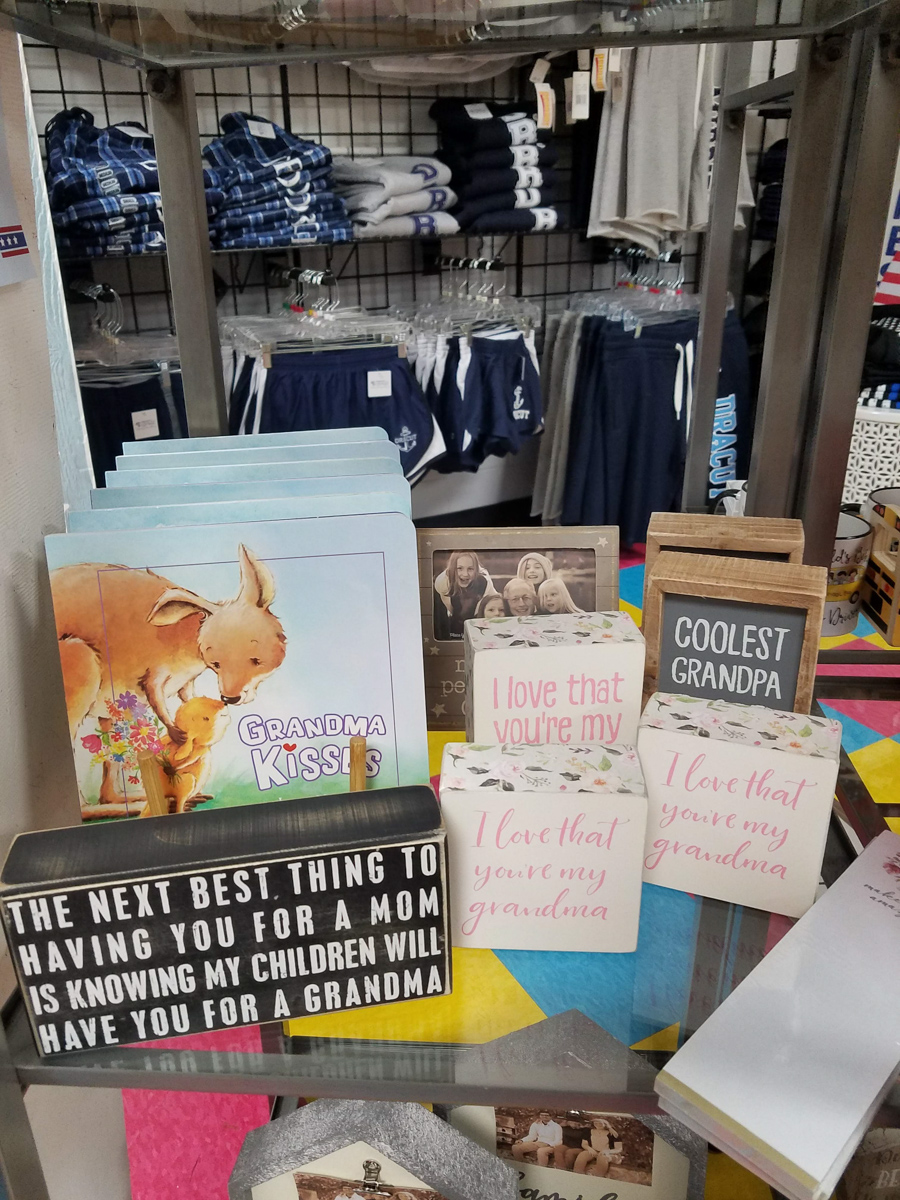 DRACUT
GRANDMA
KISSES
COOLEST
GRANDPA
I love that
you're my
I love that
you're my
grandma
I love that
you're my
grandma
THE NEXT BEST THING TO
HAVING YOU FOR A MOM
IS KNOWING MY CHILDREN WILL
HAVE YOU FOR A GRANDMA